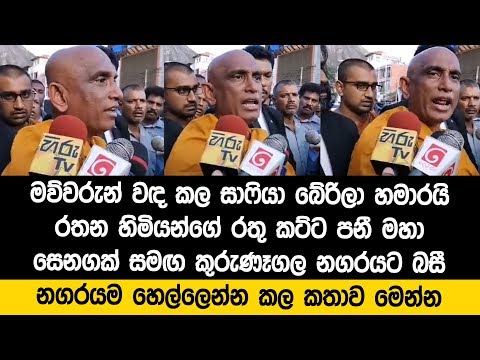 හිරු
TV
මව්වරුන් වඳ කල සාෆියා බේරිලා හමාරයි
රතන හිමියන්ගේ රතු කට්ට පනී මහා
සෙනගක් සමඟ කුරුණෑගල නගරයට බසී
නගරයම හෙල්ලෙන්න කල කතාව මෙන්න